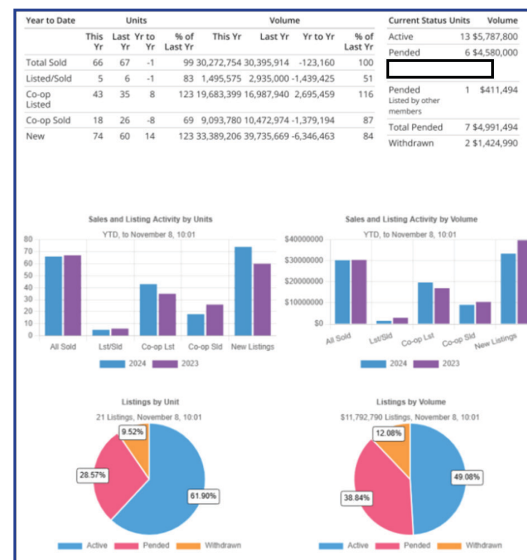 Year to Date Units Volume
This Yr Last Yr Yr to Yr % of Last Yr This Yr Last Yr Yr to Yr % of Last Yr
Total Sold 66 67 -1 99 30,272,754 30,395,914 -123,160 100
Listed/Sold 5 6 -1 83 1,495,575 2,935,000 -1,439,425 51
Co-op Listed 43 35 8 123 19,683,399 16,987,940 2,695,459 116
Co-op Sold 18 26 -8 69 9,093,780 10,472,974 -1,379,194 87
New 74 60 14 123 33,389,206 39,735,669 -6,346,463 84
Current Status Units Volume
Active 13 $5,787,800
Pended 6 $4,580,000
Pended 1 $411,494
Listed by other
members
Total Pended 7 $4,991,494
Withdrawn 2 $1,424,990
Sales and Listing Activity by Units
YTD, to November 8, 10:01
80
70
60
50
40
30
20
10
0
All Sold Lst/Sld Co-op Lst Co-op Sld New Listings
2024 2023
Sales and Listing Activity by Volume
YTD, to November 8, 10:01
$40000000
$30000000
$20000000
$10000000
$0
All Sold Lst/Sld Co-op Lst Co-op Sld New Listings
2024 2023
Listings by Unit
21 Listings, November 8, 10:01
9.52%
28.57%
61.90%
Active Pended Withdrawn
Listings by Volume
$11,792,790 Listings, November 8, 10:01
12.08%
49.08%
38.84%
Active Pended Withdrawn